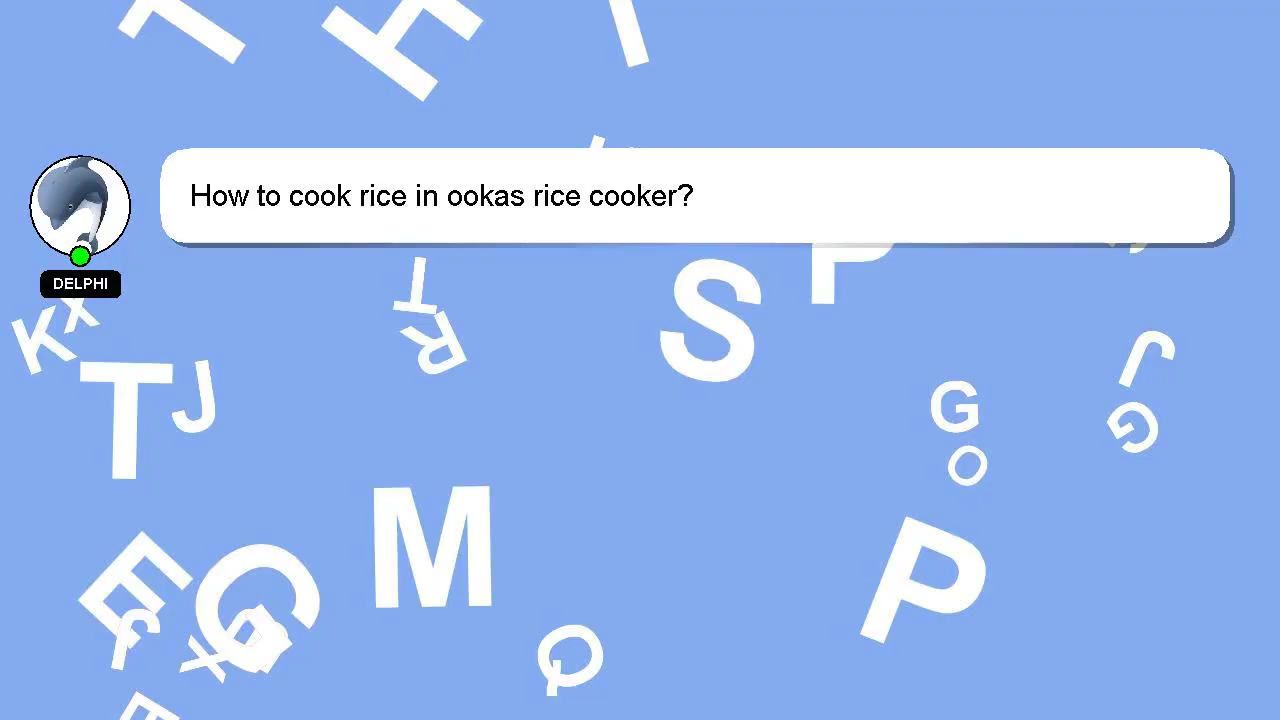 How to cook rice in ookas rice cooker?
DELPHI
T
H
P
S
T
R
K
X
T
J
J
G
G
O
M
P
E
G
J
X
Q
E